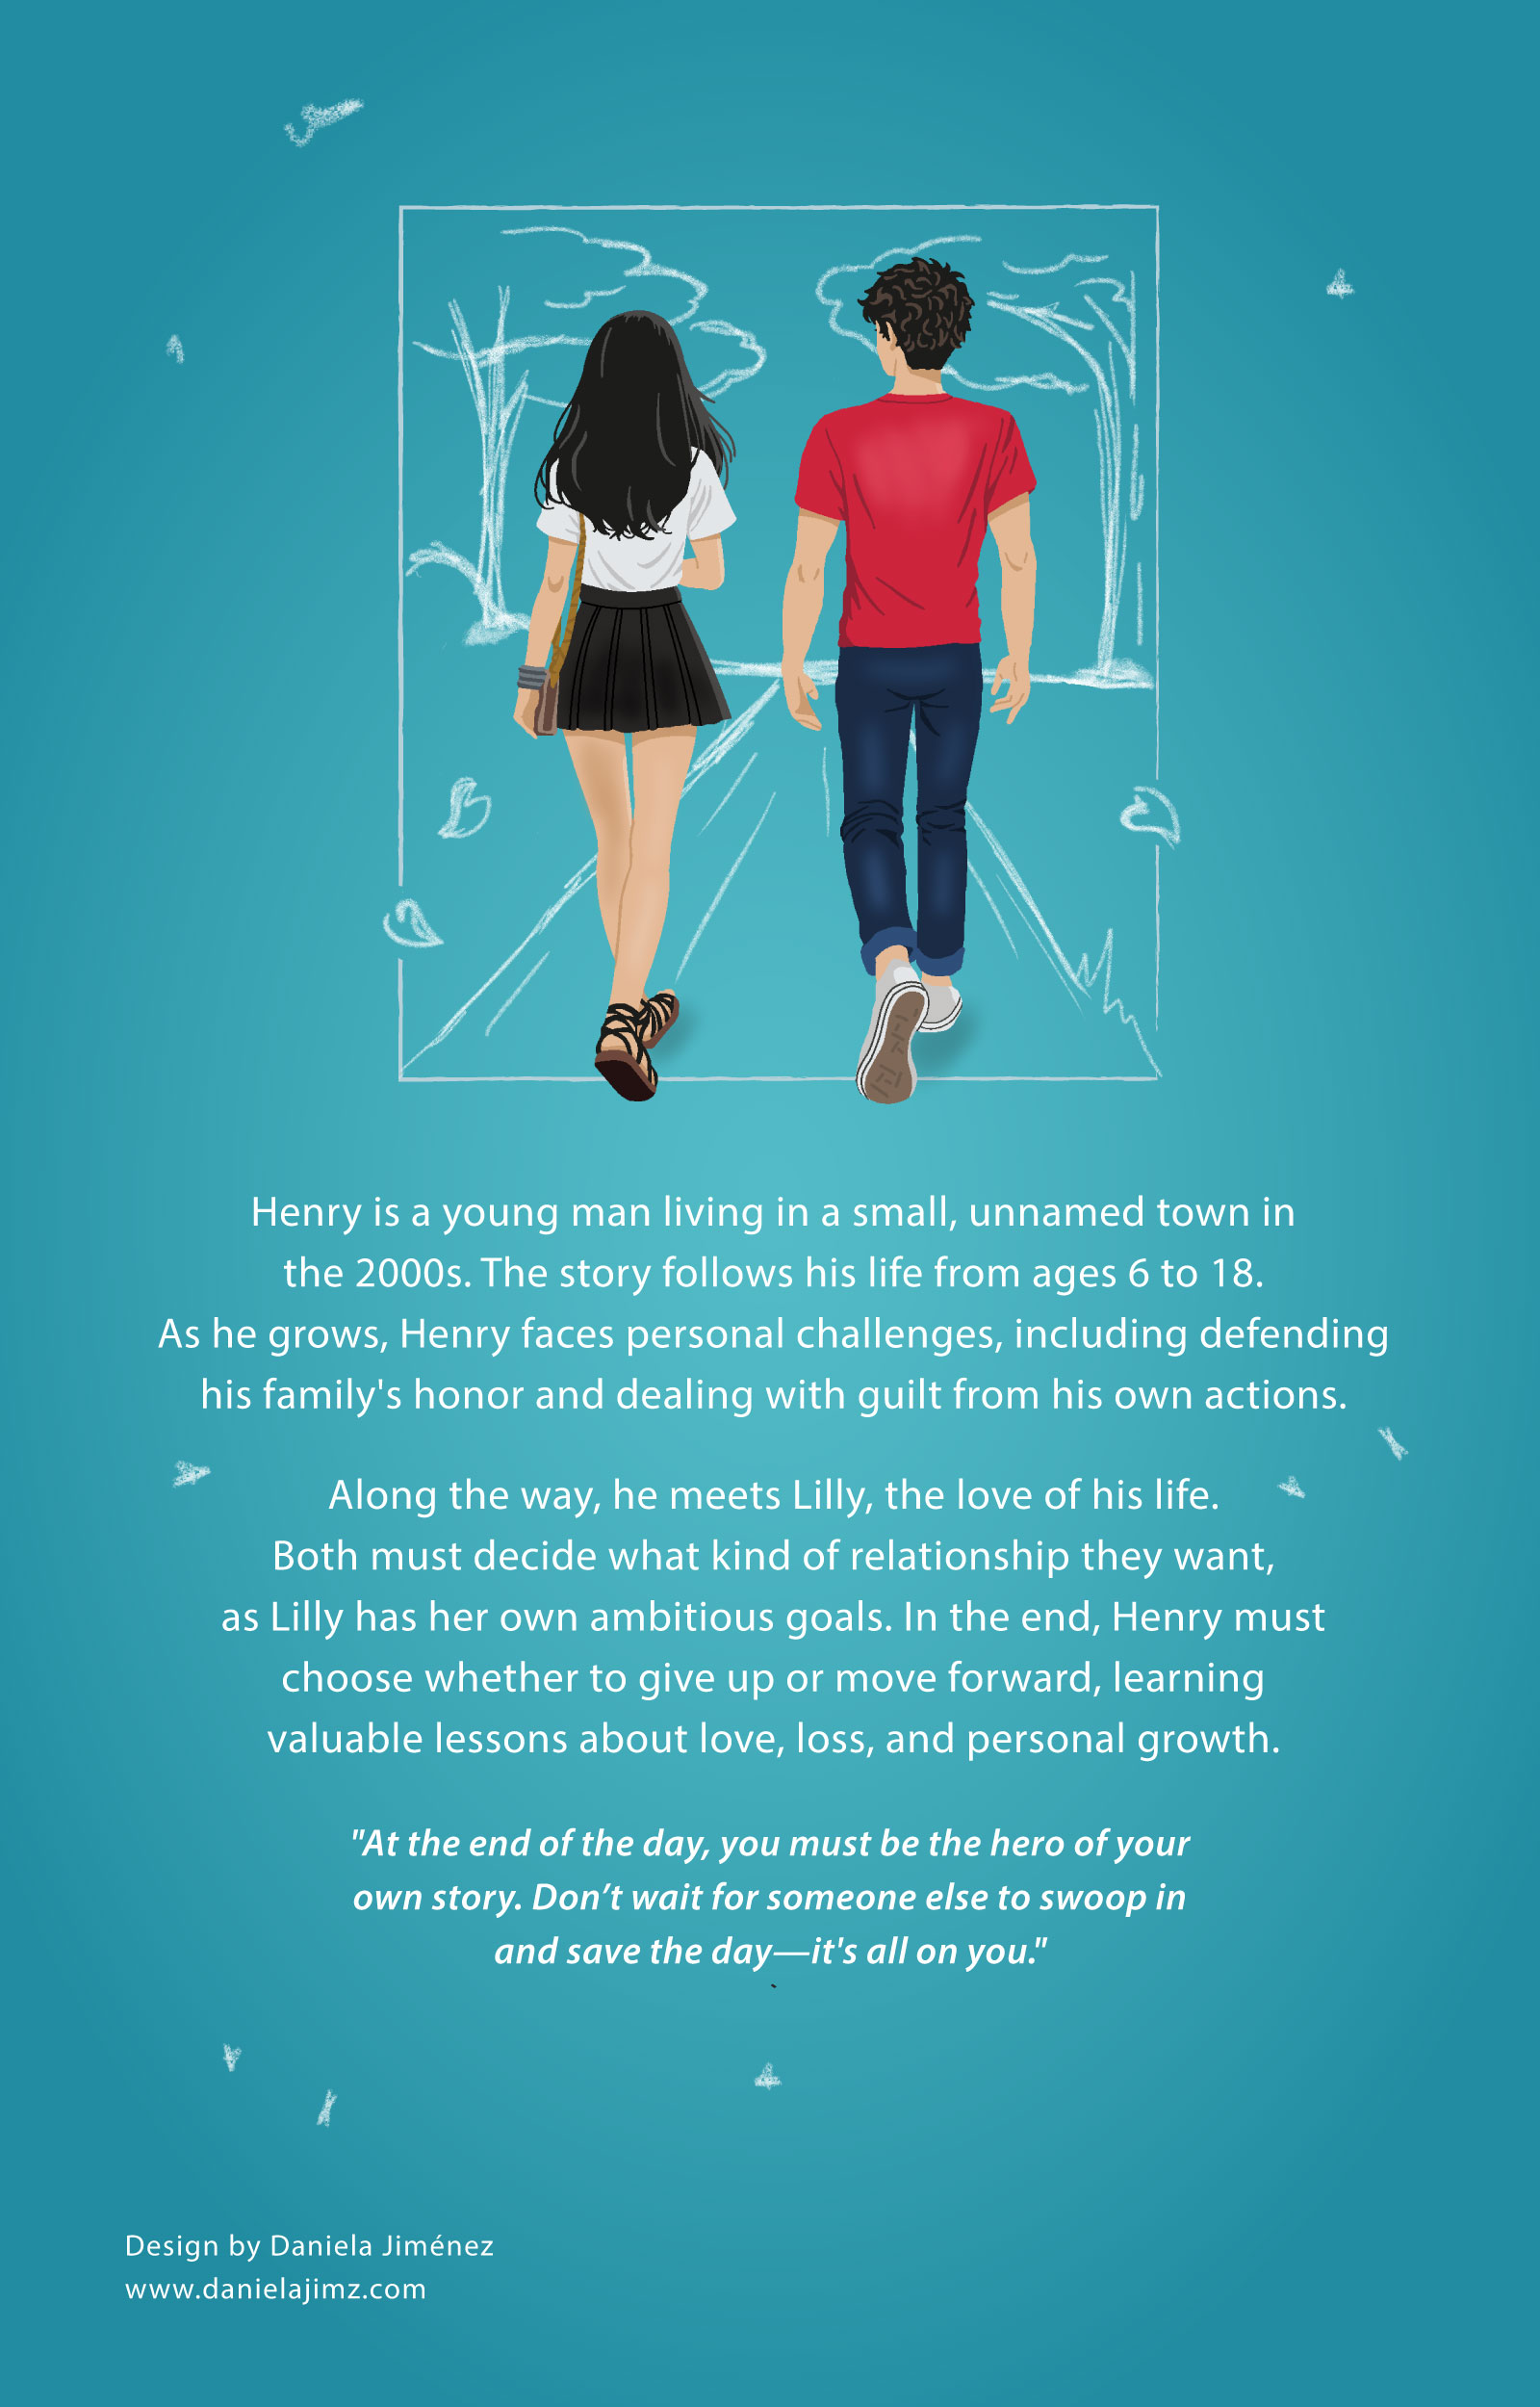 Henry is a young man living in a small, unnamed town in
the 2000s. The story follows his life from ages 6 to 18.
As he grows, Henry faces personal challenges, including defending
his family's honor and dealing with guilt from his own actions.
Along the way, he meets Lilly, the love of his life.
Both must decide what kind of relationship they want,
as Lilly has her own ambitious goals. In the end, Henry must
choose whether to give up or move forward, learning
valuable lessons about love, loss, and personal growth.
"At the end of the day, you must be the hero of your
own story. Don’t wait for someone else to swoop in
and save the day—it's all on you."
Design by Daniela Jiménez
www.danielajimz.com